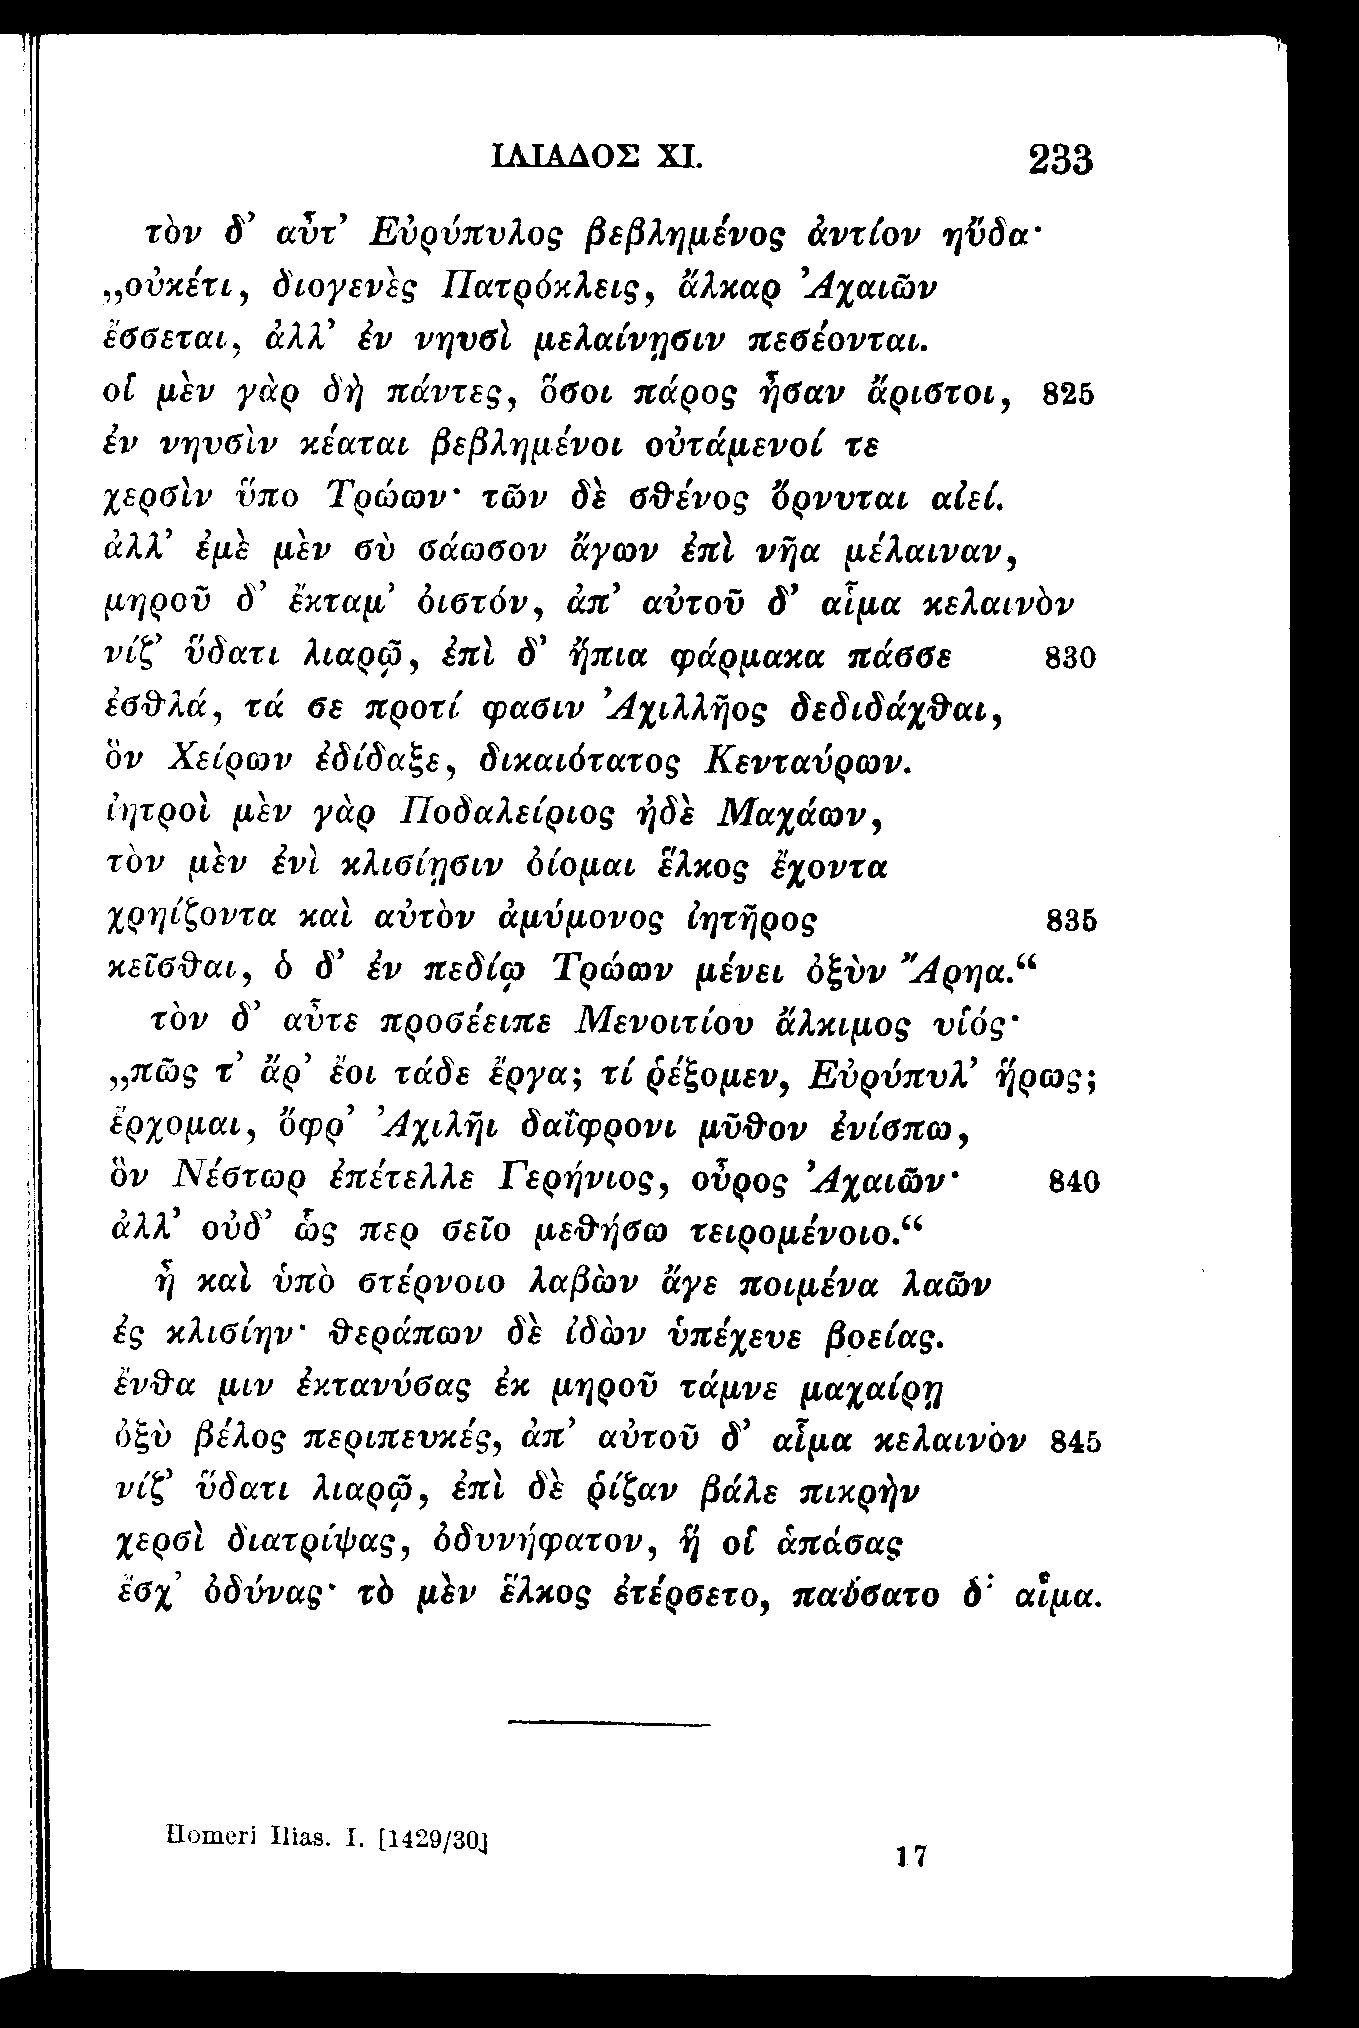 ΙΛΙΑΔΟΣ XI. 233
τὸν δ’ αὖτ’ Εὐρύπυλος βεβλημένος ἀντίον ηὔδα·
„οὐκέτι, διογενὲς Πατρόκλεις, ἄλκαρ Ἀχαιῶν
ἔσσεται, ἀλλ’ ἐν νηυσὶ μελαίνῃσιν πεσέονται.
οἳ μὲν γὰρ δὴ πάντες, ὅσοι πάρος ἦσαν ἄριστοι, 825
ἐν νηυσὶν κέαται βεβλημένοι οὐτάμενοί τε
χερσὶν ὕπο Τρώων· τῶν δὲ σθένος ὄρνυται αἰεί.
ἀλλ’ ἐμὲ μὲν σὺ σάωσον ἄγων ἐπὶ νῆα μέλαιναν,
μηροῦ δ’ ἔκταμ’ ὀιστόν, ἀπ’ αὐτοῦ δ’ αἷμα κελαινὸν
νίζ’ ὕδατι λιαρῷ, ἐπὶ δ’ ἤπια φάρμακα πάσσε 830
ἐσθλά, τά σε προτί φασιν Ἀχιλλῆος δεδιδάχθαι,
ὃν Χείρων ἐδίδαξε, δικαιότατος Κενταύρων.
ἰητροὶ μὲν γὰρ Ποδαλείριος ἠδὲ Μαχάων,
τὸν μὲν ἐνὶ κλισίῃσιν ὀίομαι ἕλκος ἔχοντα
χρηίζοντα καὶ αὐτὸν ἀμύμονος ἰητῆρος 835
κεῖσθαι, ὁ δ’ ἐν πεδίῳ Τρώων μένει ὀξὺν Ἄρηα.“
τὸν δ’ αὖτε προσέειπε Μενοιτίου ἄλκιμος υἱός·
„πῶς τ’ ἄρ’ ἔοι τάδε ἔργα; τί ῥέξομεν, Εὐρύπυλ’ ἥρως;
ἔρχομαι, ὄφρ’ Ἀχιλῆι δαΐφρονι μῦθον ἐνίσπω,
ὃν Νέστωρ ἐπέτελλε Γερήνιος, οὖρος Ἀχαιῶν· 840
ἀλλ’ οὐδ’ ὧς περ σεῖο μεθήσω τειρομένοιο.“
ἦ καὶ ὑπὸ στέρνοιο λαβὼν ἄγε ποιμένα λαῶν
ἐς κλισίην· θεράπων δὲ ἰδὼν ὑπέχευε βοείας.
ἔνθα μιν ἐκτανύσας ἐκ μηροῦ τάμνε μαχαίρῃ
ὀξὺ βέλος περιπευκές, ἀπ’ αὐτοῦ δ’ αἷμα κελαινὸν 845
νίζ’ ὕδατι λιαρῷ, ἐπὶ δὲ ῥίζαν βάλε πικρὴν
χερσὶ διατρίψας, ὀδυνήφατον, ἥ οἱ ἁπάσας
ἔσχ’ ὀδύνας· τὸ μὲν ἕλκος ἐτέρσετο, παύσατο δ’ αἷμα.
Homeri Ilias. I. [1429/30]
17